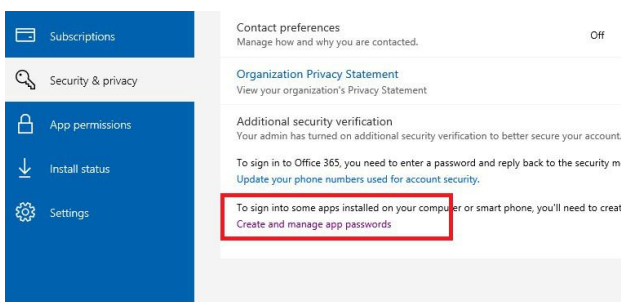 Subscriptions
Security & privacy
App permissions
Install status
Settings
Contact preferences
Manage how and why you are contacted.
Off
Organization Privacy Statement
View your organization's Privacy Statement
Additional security verification
Your admin has turned on additional security verification to better secure your account.
To sign in to Office 365, you need to enter a password and reply back to the security m
Update your phone numbers used for account security.
To sign into some apps installed on your computer or smart phone, you'll need to creat
Create and manage app passwords